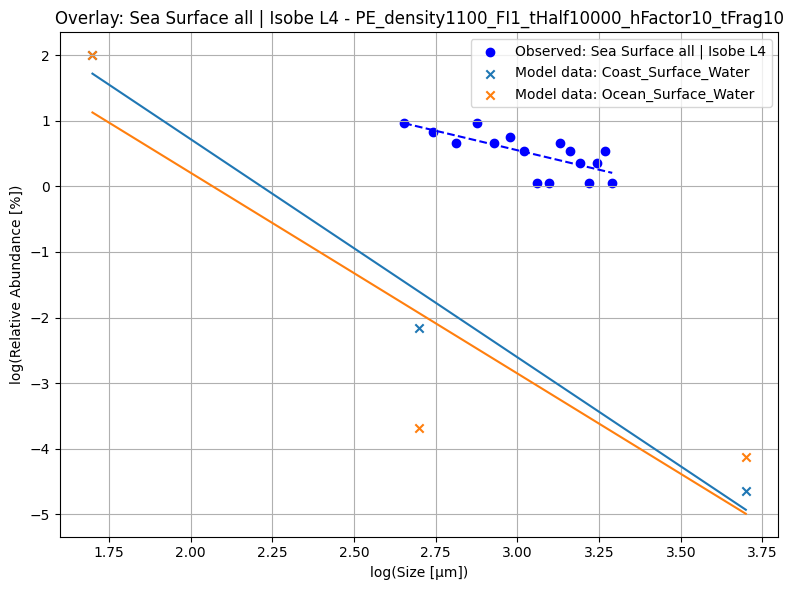 Overlay: Sea Surface all | Isobe L4 - PE_density1100_FI1_tHalf10000_hFactor10_tFrag10
Observed: Sea Surface all | Isobe L4
Model data: Coast_Surface_Water
Model data: Ocean_Surface_Water
log(Relative Abundance [%])
2
1
0
−1
−2
−3
−4
−5
1.75
2.00
2.25
2.50
2.75
3.00
3.25
3.50
3.75
log(Size [µm])